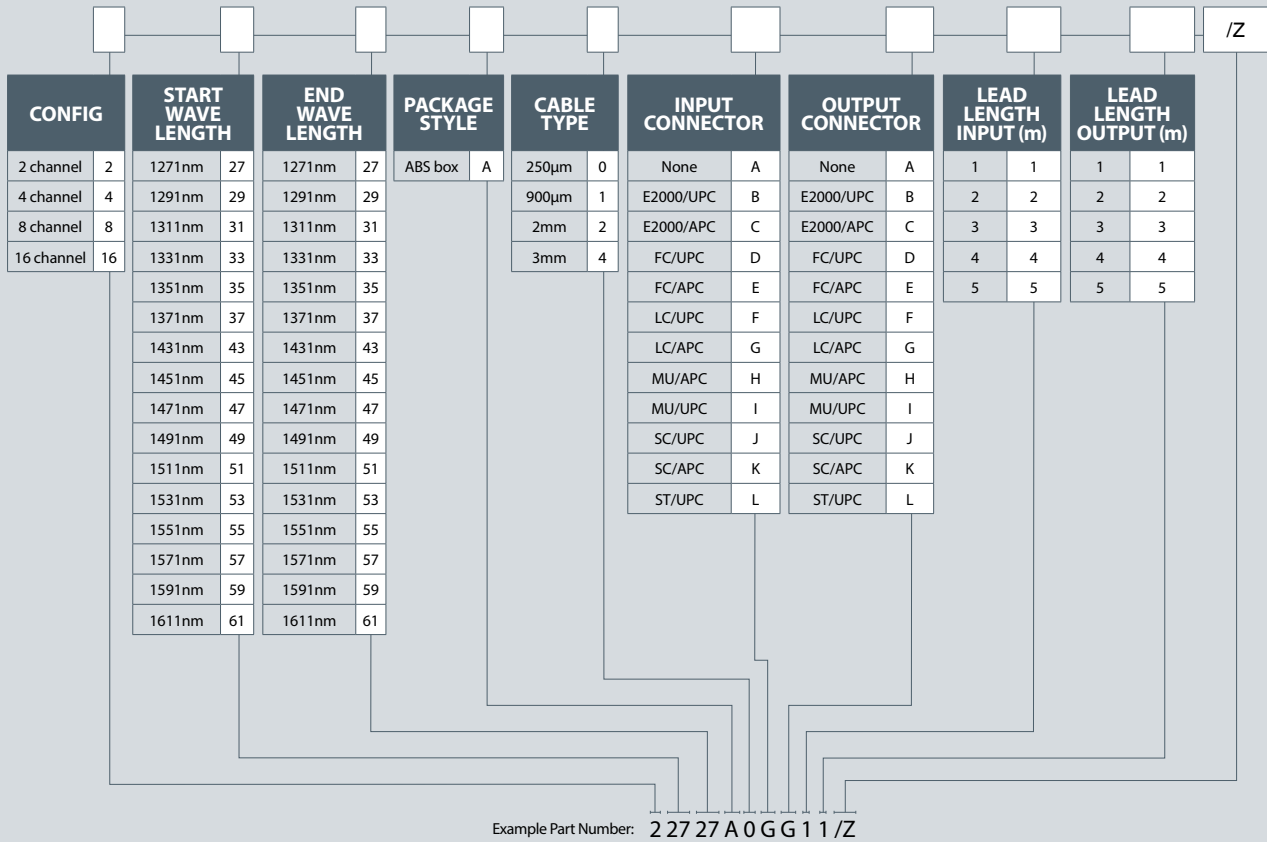 /Z
CONFIG
2 channel 2
4 channel 4
8 channel 8
16 channel 16
START
WAVE
LENGTH
1271nm 27
1291nm 29
1311nm 31
1331nm 33
1351nm 35
1371nm 37
1431nm 43
1451nm 45
1471nm 47
1491nm 49
1511nm 51
1531nm 53
1551nm 55
1571nm 57
1591nm 59
1611nm 61
END
WAVE
LENGTH
1271nm 27
1291nm 29
1311nm 31
1331nm 33
1351nm 35
1371nm 37
1431nm 43
1451nm 45
1471nm 47
1491nm 49
1511nm 51
1531nm 53
1551nm 55
1571nm 57
1591nm 59
1611nm 61
PACKAGE
STYLE
ABS box A
CABLE
TYPE
250µm 0
900µm 1
2mm 2
3mm 4
INPUT
CONNECTOR
None A
E2000/UPC B
E2000/APC C
FC/UPC D
FC/APC E
LC/UPC F
LC/APC G
MU/APC H
MU/UPC I
SC/UPC J
SC/APC K
ST/UPC L
OUTPUT
CONNECTOR
None A
E2000/UPC B
E2000/APC C
FC/UPC D
FC/APC E
LC/UPC F
LC/APC G
MU/APC H
MU/UPC I
SC/UPC J
SC/APC K
ST/UPC L
LEAD
LENGTH
INPUT (m)
1 1
2 2
3 3
4 4
5 5
LEAD
LENGTH
OUTPUT (m)
1 1
2 2
3 3
4 4
5 5
Example Part Number: 2 27 27 A 0 G G 1 1 /Z